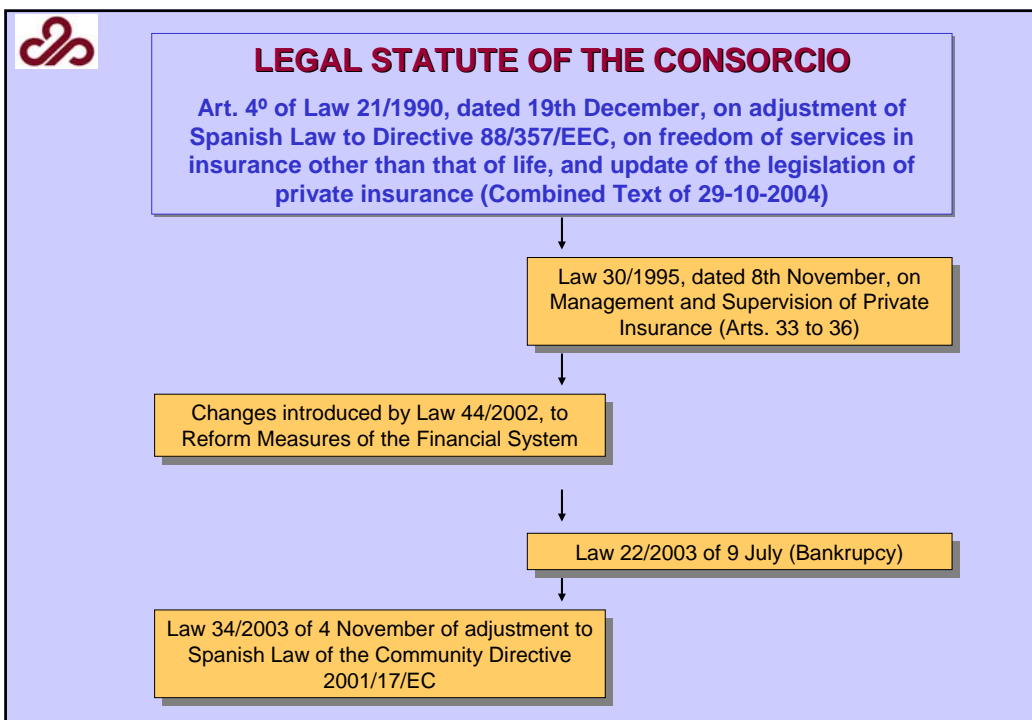 LEGAL STATUTE OF THE CONSORCIO
Art. 4º of Law 21/1990, dated 19th December, on adjustment of
Spanish Law to Directive 88/357/EEC, on freedom of services in
insurance other than that of life, and update of the legislation of
private insurance (Combined Text of 29-10-2004)
Law 30/1995, dated 8th November, on
Management and Supervision of Private
Insurance (Arts. 33 to 36)
Changes introduced by Law 44/2002, to
Reform Measures of the Financial System
Law 22/2003 of 9 July (Bankrupcy)
Law 34/2003 of 4 November of adjustment to
Spanish Law of the Community Directive
2001/17/EC